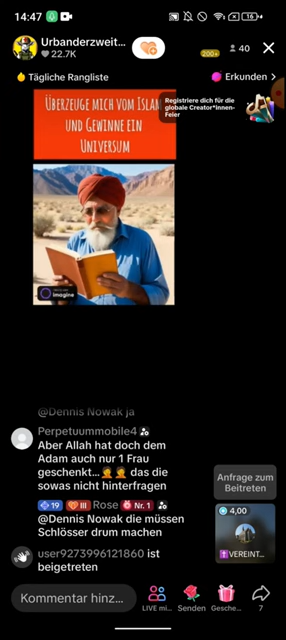 14:47
16
Urbanderzweit...
22.7K
200+
40
Tägliche Rangliste
Erkunden >
ÜBERZEUGE MICH VOM ISLAM
UND GEWINNE EIN
UNIVERSUM
Registriere dich für die
globale Creator*innen-
Feier
imagine
@Dennis Nowak ja
Perpetuummobile4
Aber Allah hat doch dem
Adam auch nur 1 Frau
geschenkt... das die
sowas nicht hinterfragen
19 III Rose Nr. 1
@Dennis Nowak die müssen
Schlösser drum machen
user9273996121860 ist
beigetreten
Anfrage zum
Beitreten
4,00
VEREINT...
Kommentar hinz...
LIVE mi...
Senden
Gesche...
7